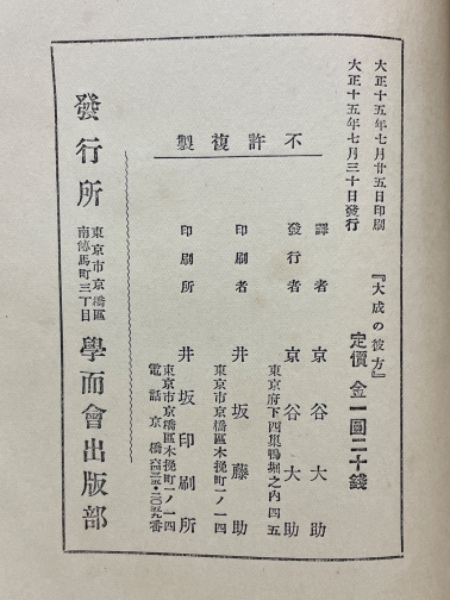 大正十五年七月廿五日印刷
大正十五年七月三十日發行
『大成の彼方』
定價金一圓二十錢
不許複製
譯者 京谷大助
發行者 京谷大助
東京府下西巢鴨堀之内四五
印刷者 井坂藤助
東京市京橋區木挽町一ノ一四
印刷所 井坂印刷所
東京市京橋區木挽町一ノ一四
電話京橋
番
發行所
東京市京橋區
南傳馬町三丁目
學而會出版部